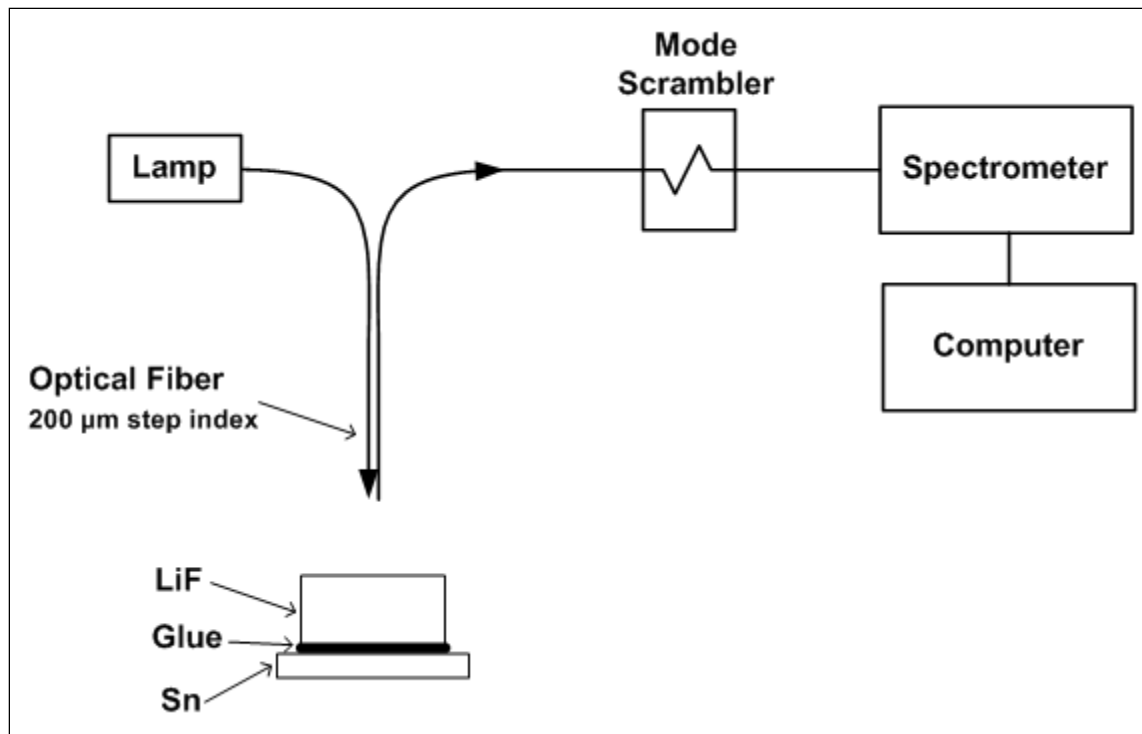 Mode
Scrambler
Lamp
Spectrometer
Computer
Optical Fiber
200 µm step index
LiF
Glue
Sn